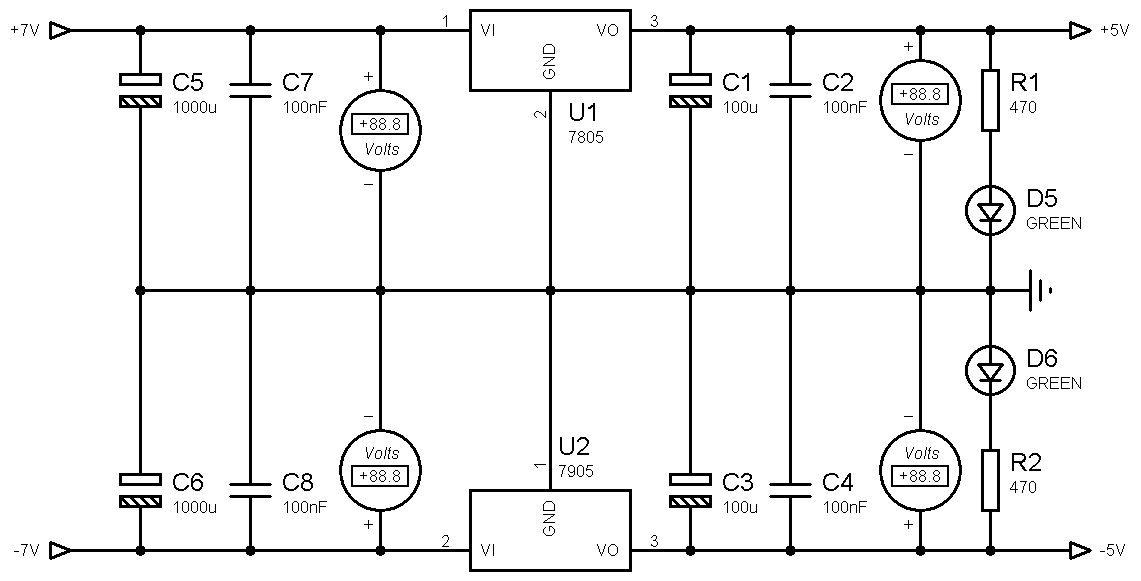 +7V
1
VI
VO
GND
3
+5V
2
U1
7805
C5
1000u
C7
100nF
+
+88.8
Volts
−
C1
100u
C2
100nF
+
+88.8
Volts
−
R1
470
D5
GREEN
D6
GREEN
C6
1000u
C8
100nF
−
Volts
+88.8
+
U2
7905
1
C3
100u
C4
100nF
−
Volts
+88.8
+
R2
470
-7V
2
VI
GND
VO
3
-5V